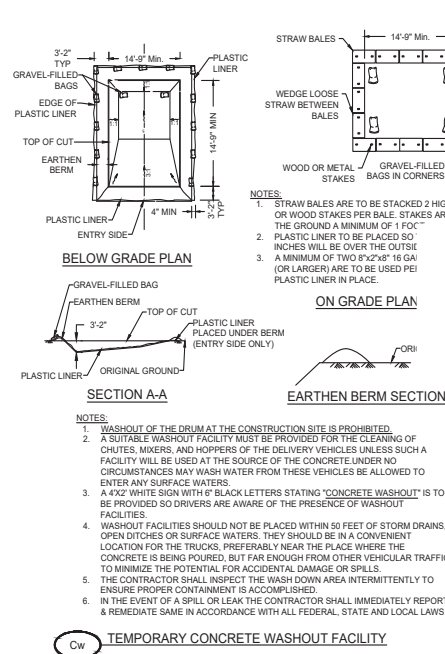 3'-2"
TYP
14'-9" Min.
PLASTIC
LINER
GRAVEL-FILLED
BAGS
EDGE OF
PLASTIC LINER
TOP OF CUT
EARTHEN
BERM
14'-9" MIN
3:1
PLASTIC LINER
4" MIN
3'-2"
TYP
ENTRY SIDE
BELOW GRADE PLAN
STRAW BALES
14'-9" Min.
WEDGE LOOSE
STRAW BETWEEN
BALES
WOOD OR METAL
STAKES
GRAVEL-FILLED
BAGS IN CORNERS
NOTES:
1. STRAW BALES ARE TO BE STACKED 2 HIG
OR WOOD STAKES PER BALE. STAKES AR
THE GROUND A MINIMUM OF 1 FOOT
2. PLASTIC LINER TO BE PLACED SO
INCHES WILL BE OVER THE OUTSID
3. A MINIMUM OF TWO 8"x2"x8" 16 GA
(OR LARGER) ARE TO BE USED PE
PLASTIC LINER IN PLACE.
ON GRADE PLAN
GRAVEL-FILLED BAG
EARTHEN BERM
TOP OF CUT
3'-2"
PLASTIC LINER
PLACED UNDER BERM
(ENTRY SIDE ONLY)
PLASTIC LINER
ORIGINAL GROUND
SECTION A-A
ORI
EARTHEN BERM SECTION
NOTES:
1. WASHOUT OF THE DRUM AT THE CONSTRUCTION SITE IS PROHIBITED.
2. A SUITABLE WASHOUT FACILITY MUST BE PROVIDED FOR THE CLEANING OF
CHUTES, MIXERS, AND HOPPERS OF THE DELIVERY VEHICLES UNLESS SUCH A
FACILITY WILL BE USED AT THE SOURCE OF THE CONCRETE.UNDER NO
CIRCUMSTANCES MAY WASH WATER FROM THESE VEHICLES BE ALLOWED TO
ENTER ANY SURFACE WATERS.
3. A 4'X2' WHITE SIGN WITH 6" BLACK LETTERS STATING "CONCRETE WASHOUT" IS TO
BE PROVIDED SO DRIVERS ARE AWARE OF THE PRESENCE OF WASHOUT
FACILITIES.
4. WASHOUT FACILITIES SHOULD NOT BE PLACED WITHIN 50 FEET OF STORM DRAINS,
OPEN DITCHES OR SURFACE WATERS. THEY SHOULD BE IN A CONVENIENT
LOCATION FOR THE TRUCKS, PREFERABLY NEAR THE PLACE WHERE THE
CONCRETE IS BEING POURED, BUT FAR ENOUGH FROM OTHER VEHICULAR TRAFFIC
TO MINIMIZE THE POTENTIAL FOR ACCIDENTAL DAMAGE OR SPILLS.
5. THE CONTRACTOR SHALL INSPECT THE WASH DOWN AREA INTERMITTENTLY TO
ENSURE PROPER CONTAINMENT IS ACCOMPLISHED.
6. IN THE EVENT OF A SPILL OR LEAK THE CONTRACTOR SHALL IMMEDIATELY REPORT
& REMEDIATE SAME IN ACCORDANCE WITH ALL FEDERAL, STATE AND LOCAL LAWS
Cw
TEMPORARY CONCRETE WASHOUT FACILITY